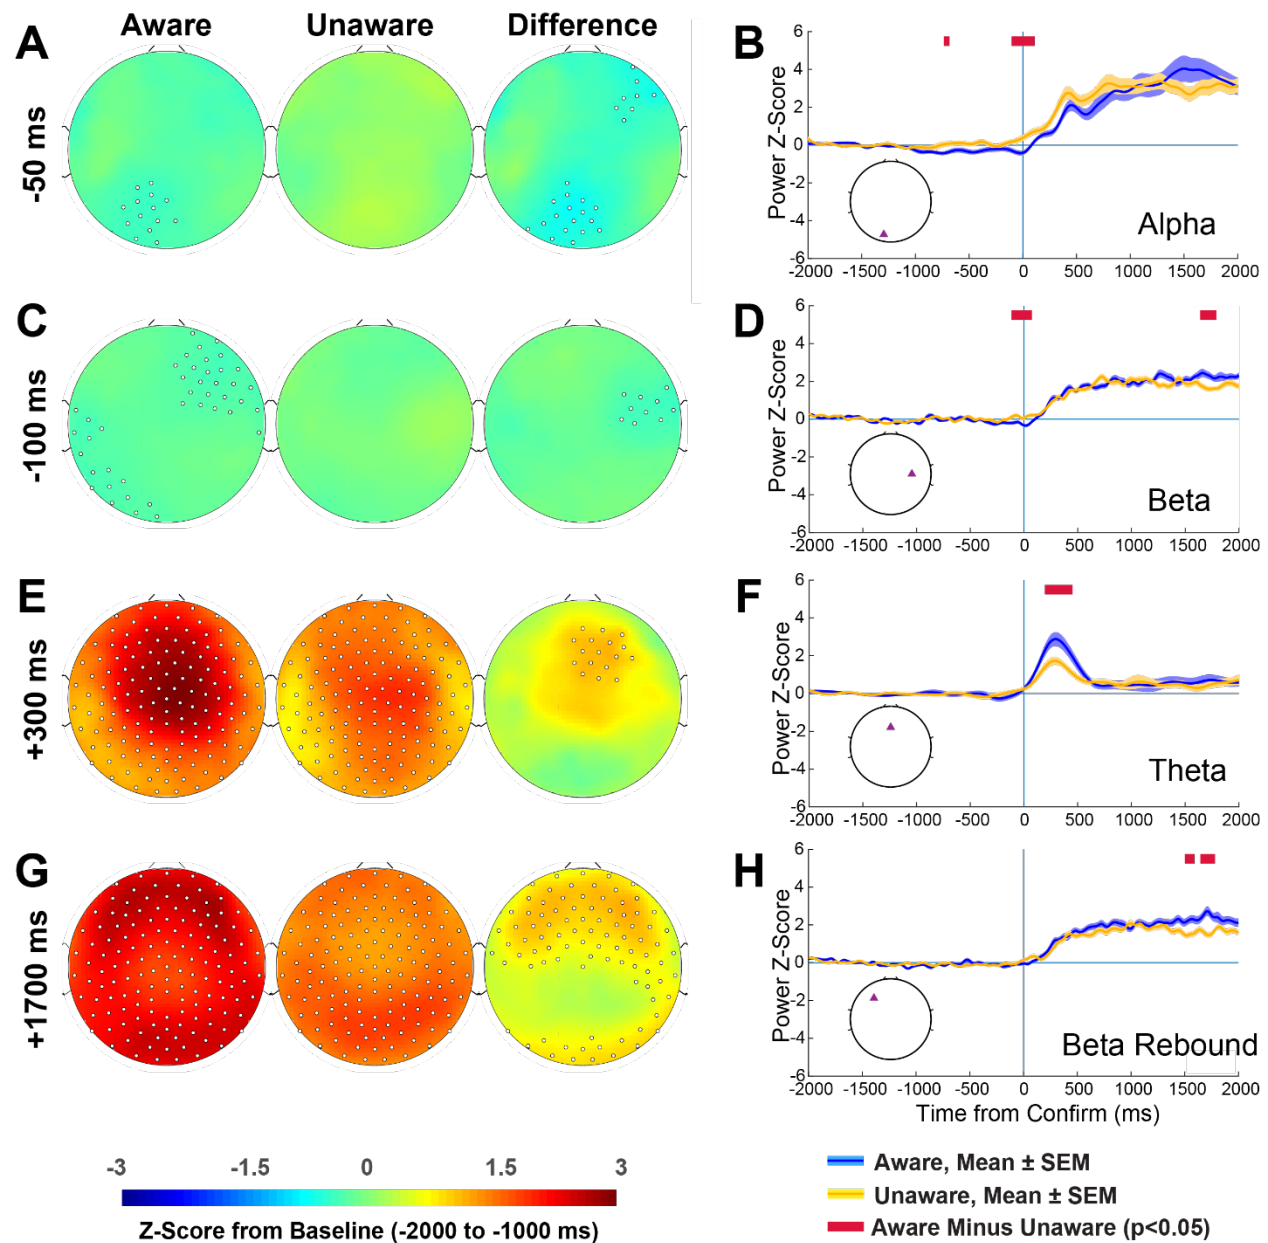 Aware Unaware Difference
A
-50 ms
B
Power Z-Score
6
4
2
0
-2
-4
-6
-2000 -1500 -1000 -500 0 500 1000 1500 2000
Alpha
C
-100 ms
D
Power Z-Score
6
4
2
0
-2
-4
-6
-2000 -1500 -1000 -500 0 500 1000 1500 2000
Beta
E
+300 ms
F
Power Z-Score
6
4
2
0
-2
-4
-6
-2000 -1500 -1000 -500 0 500 1000 1500 2000
Theta
G
+1700 ms
H
Power Z-Score
6
4
2
0
-2
-4
-6
-2000 -1500 -1000 -500 0 500 1000 1500 2000
Beta Rebound
Time from Confirm (ms)
-3 -1.5 0 1.5 3
Z-Score from Baseline (-2000 to -1000 ms)
Aware, Mean ± SEM
Unaware, Mean ± SEM
Aware Minus Unaware (p<0.05)